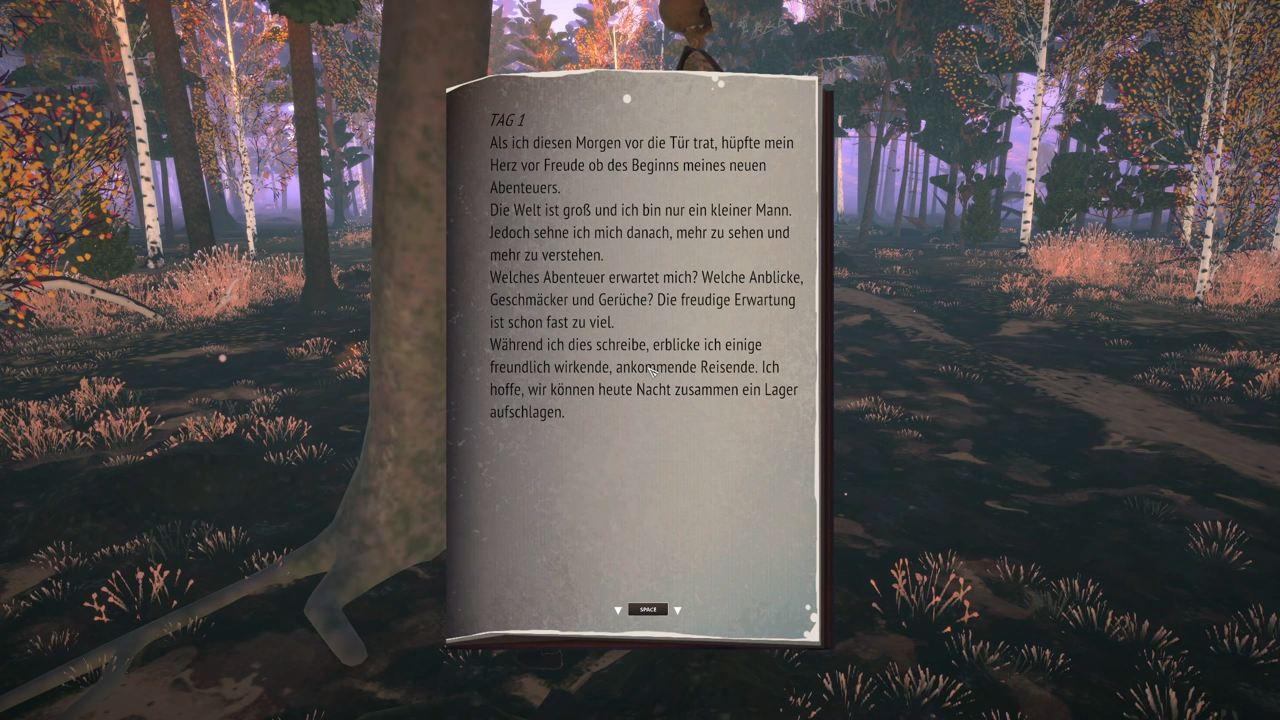 TAG 1
Als ich diesen Morgen vor die Tür trat, hüpfte mein
Herz vor Freude ob des Beginns meines neuen
Abenteuers.
Die Welt ist groß und ich bin nur ein kleiner Mann.
Jedoch sehne ich mich danach, mehr zu sehen und
mehr zu verstehen.
Welches Abenteuer erwartet mich? Welche Anblicke,
Geschmäcker und Gerüche? Die freudige Erwartung
ist schon fast zu viel.
Während ich dies schreibe, erblicke ich einige
freundlich wirkende, ankommende Reisende. Ich
hoffe, wir können heute Nacht zusammen ein Lager
aufschlagen.
SPACE